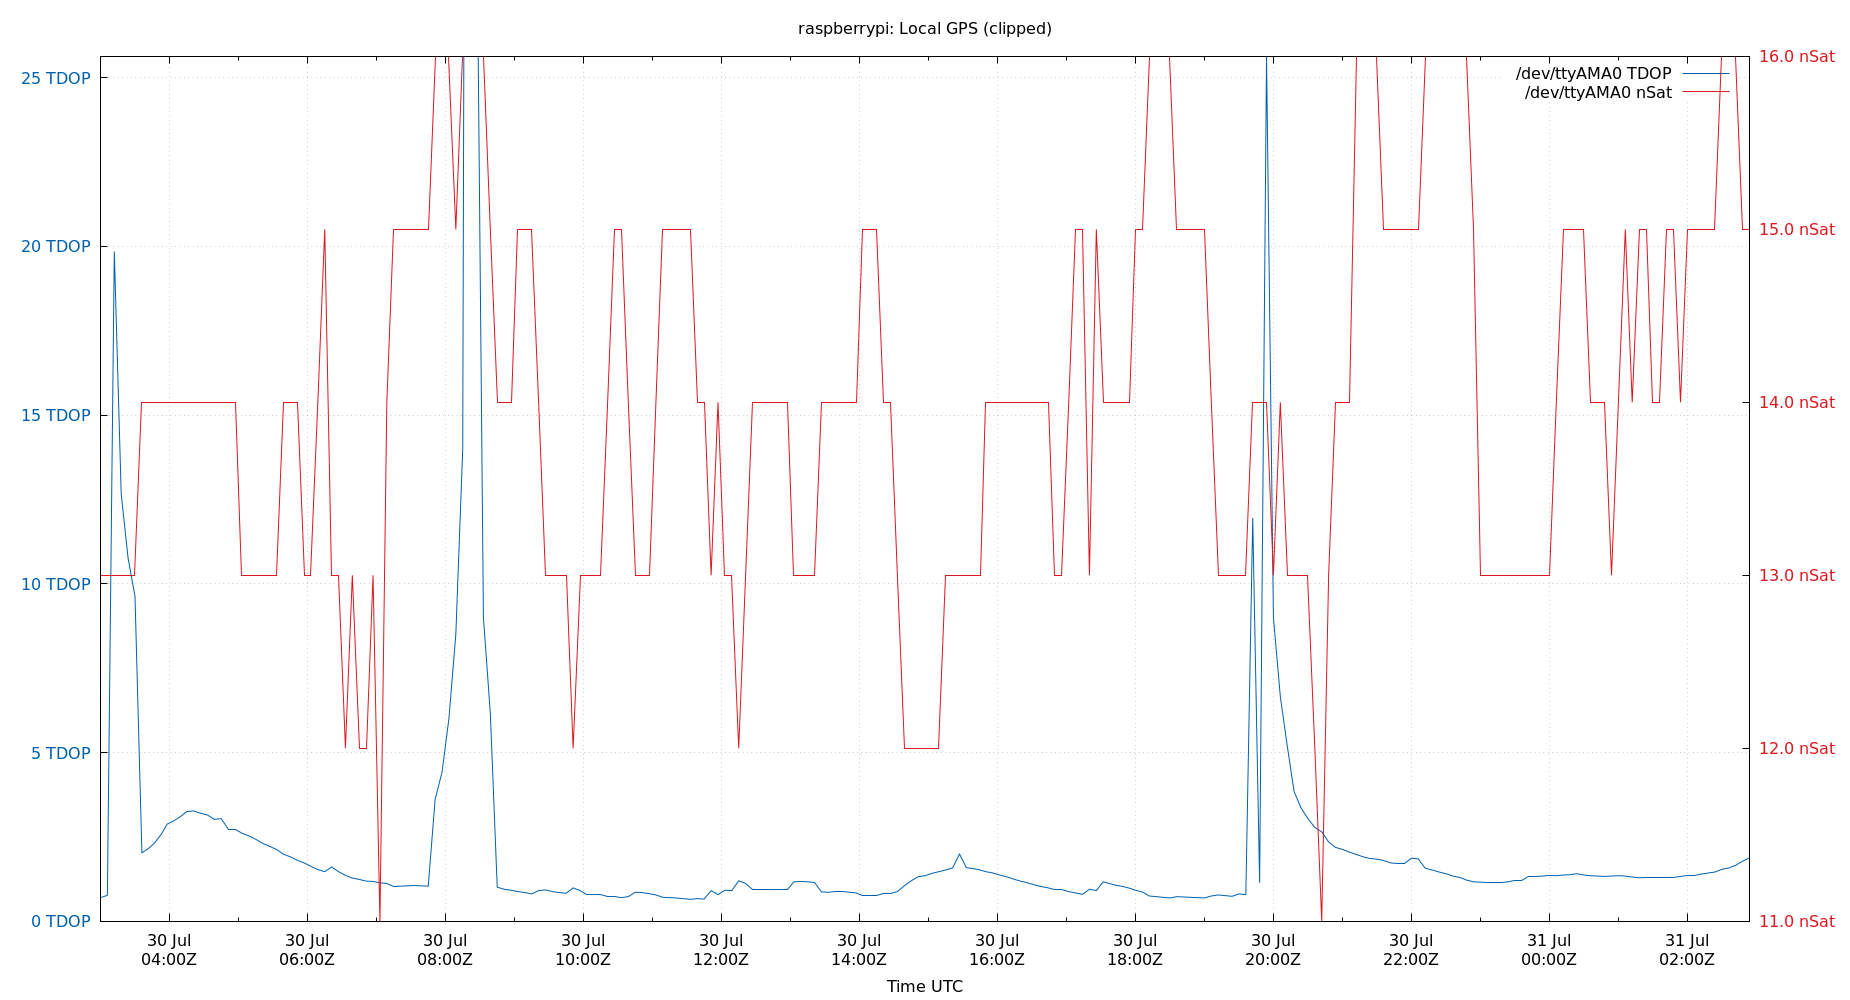 raspberrypi: Local GPS (clipped)
25 TDOP
20 TDOP
15 TDOP
10 TDOP
5 TDOP
0 TDOP
16.0 nSat
15.0 nSat
14.0 nSat
13.0 nSat
12.0 nSat
11.0 nSat
/dev/ttyAMA0 TDOP
/dev/ttyAMA0 nSat
30 Jul 30 Jul 30 Jul 30 Jul 30 Jul 30 Jul 30 Jul 30 Jul 30 Jul 30 Jul 31 Jul 31 Jul
04:00Z 06:00Z 08:00Z 10:00Z 12:00Z 14:00Z 16:00Z 18:00Z 20:00Z 22:00Z 00:00Z 02:00Z
Time UTC